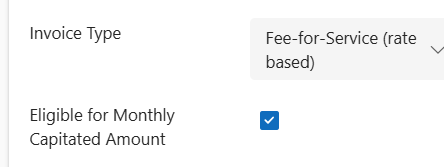 Invoice Type
Fee-for-Service (rate
based)
Eligible for Monthly
Capitated Amount